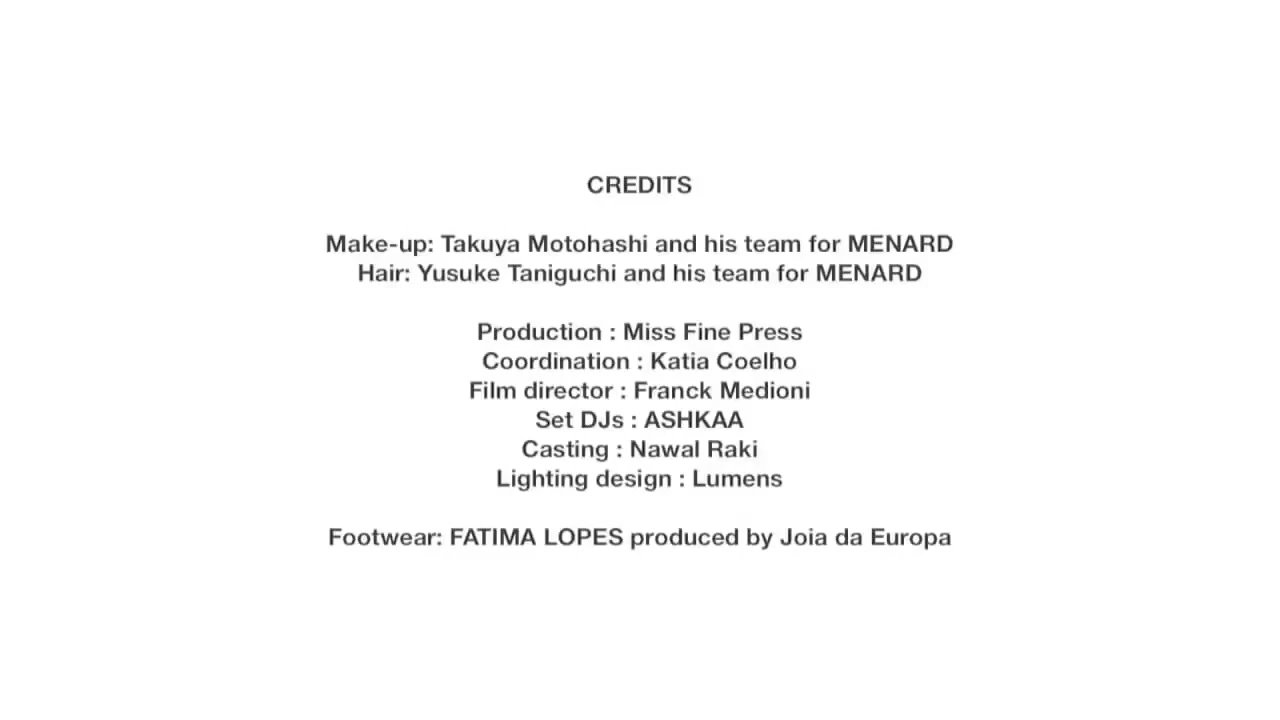 CREDITS
Make-up: Takuya Motohashi and his team for MENARD
Hair: Yusuke Taniguchi and his team for MENARD
Production : Miss Fine Press
Coordination : Katia Coelho
Film director : Franck Medioni
Set DJs : ASHKAA
Casting : Nawal Raki
Lighting design : Lumens
Footwear: FATIMA LOPES produced by Joia da Europa